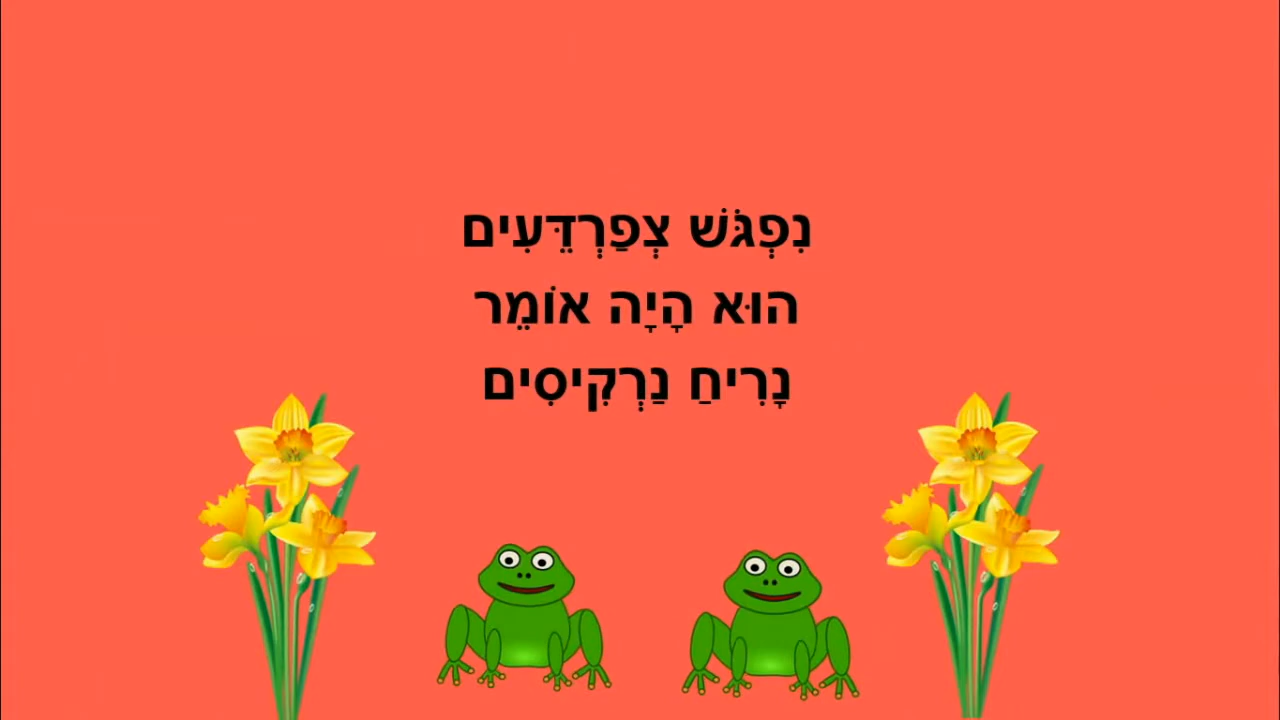 נִפְגֹּשׁ צְפַרְדֵּעִים
הוּא הָיָה אוֹמֵר
נָרִיחַ נַרְקִיסִים